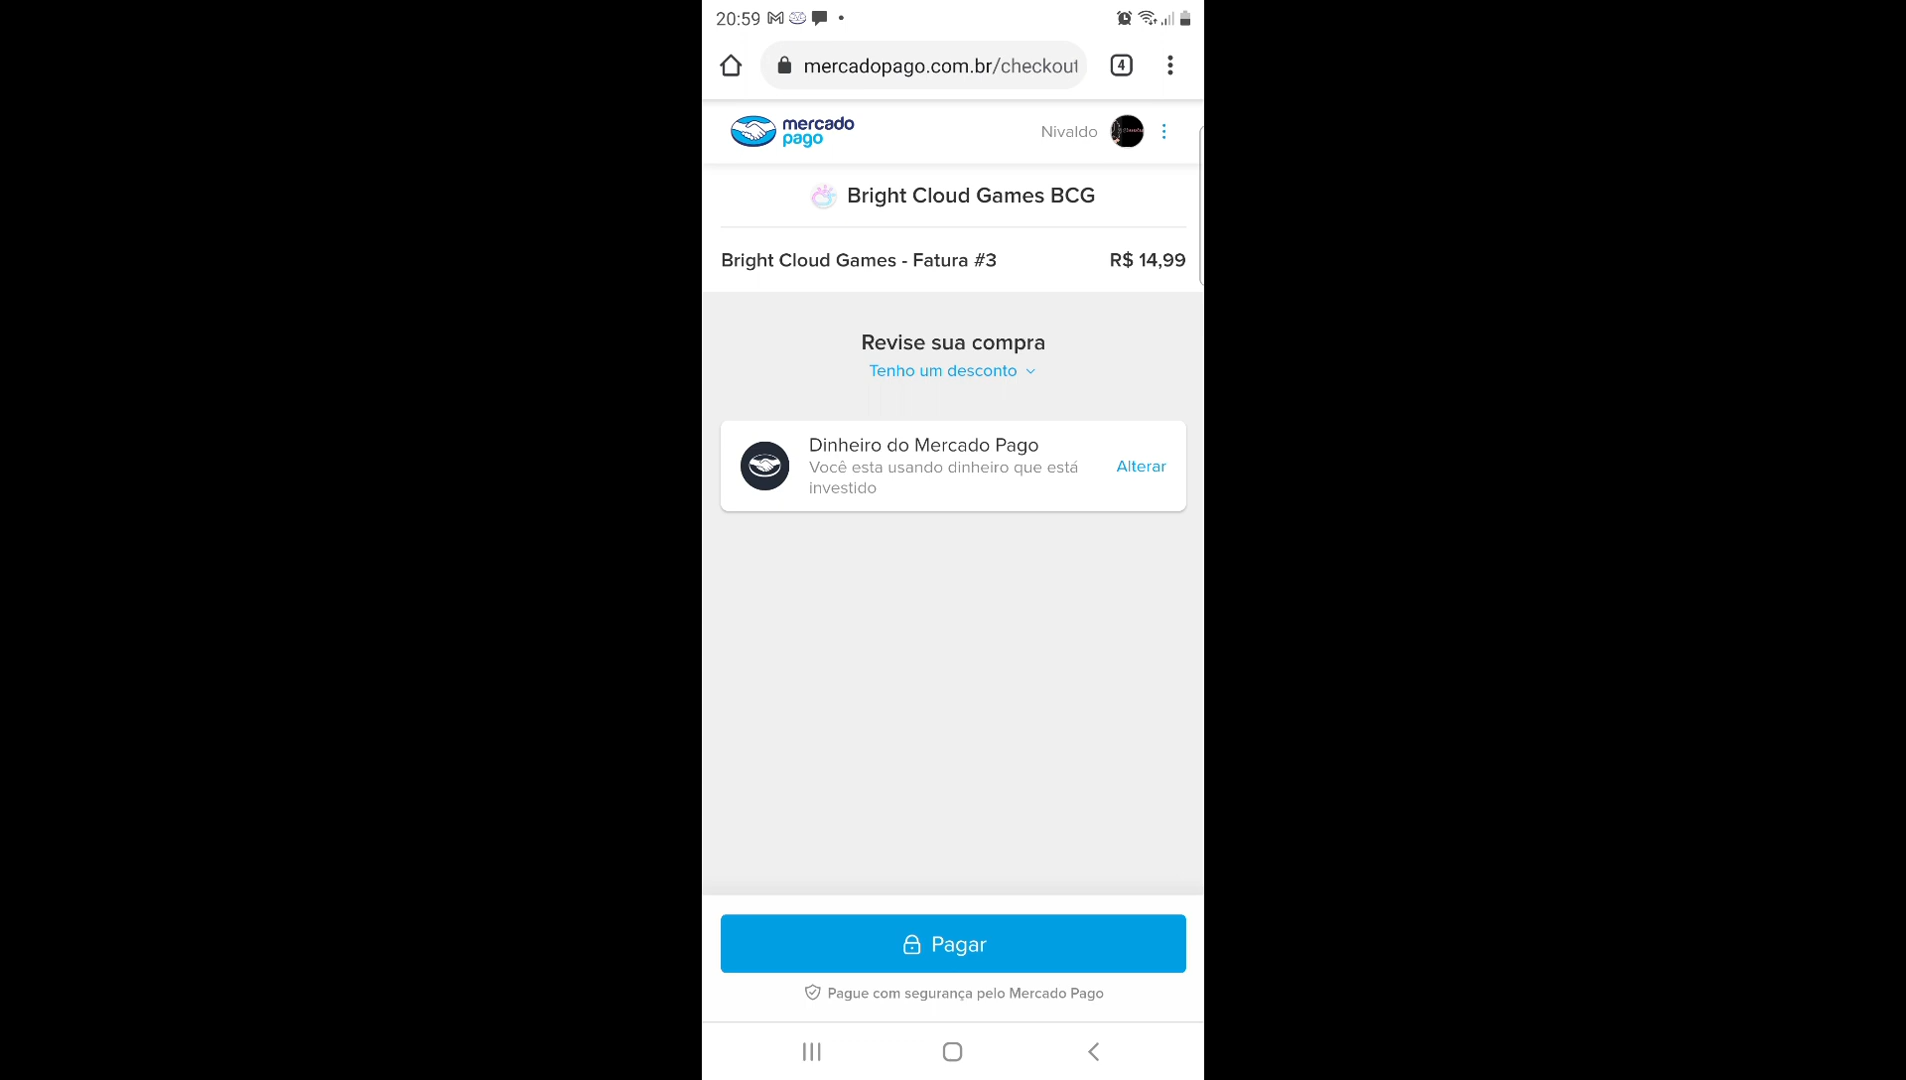 20:59
mercadopago.com.br/checkout
4
mercado
pago
Nivaldo
Bright Cloud Games BCG
Bright Cloud Games - Fatura #3 R$ 14,99
Revise sua compra
Tenho um desconto
Dinheiro do Mercado Pago
Você esta usando dinheiro que está
investido
Alterar
Pagar
Pague com segurança pelo Mercado Pago